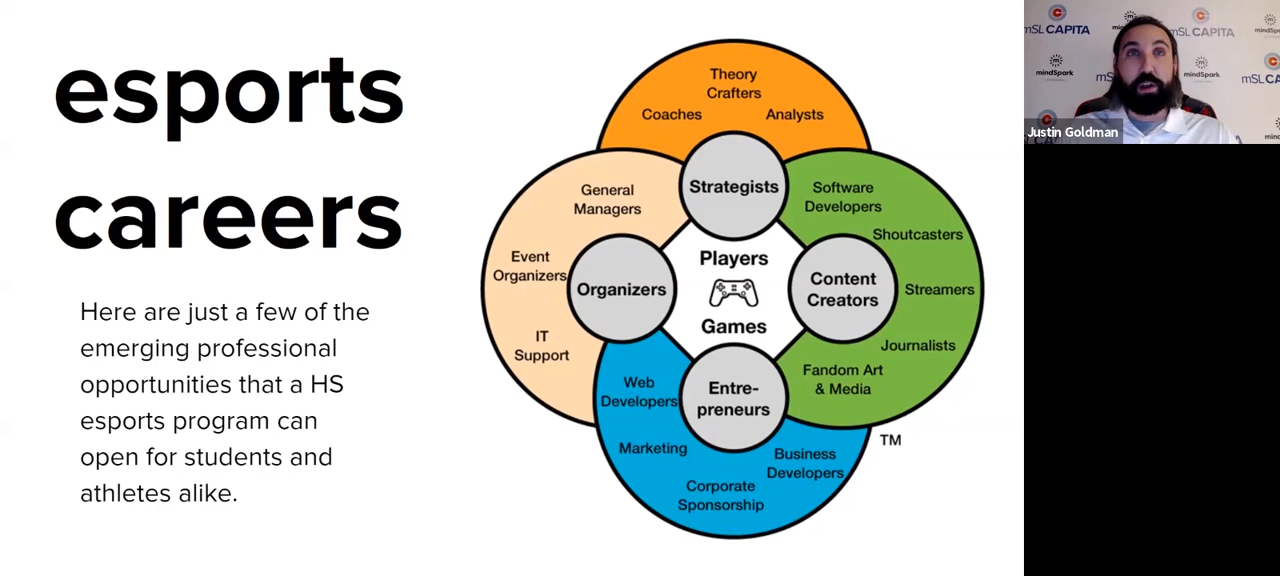 esports
careers
Here are just a few of the
emerging professional
opportunities that a HS
esports program can
open for students and
athletes alike.
Theory
Crafters
Coaches
Analysts
Strategists
General
Managers
Event
Organizers
IT
Support
Organizers
Players
Games
Software
Developers
Shoutcasters
Streamers
Journalists
Fandom Art
& Media
Content
Creators
Entre-
preneurs
Web
Developers
Marketing
Corporate
Sponsorship
Business
Developers
TM
mSL CAPITA
mSL CAPITA
mindSpark
mindSpark
Justin Goldman